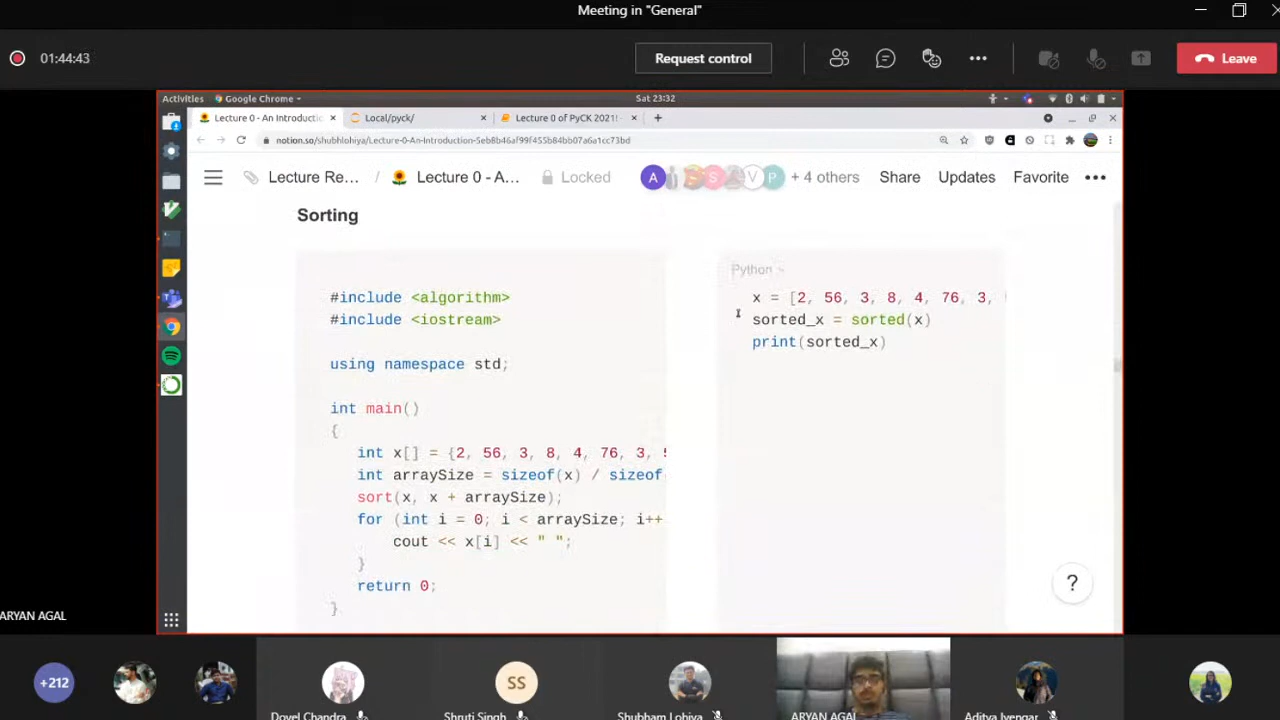 Meeting in "General"
01:44:43
Request control
Leave
Activities
Google Chrome
Sat 23:32
Lecture 0 - An Introductic
Local/pyck/
Lecture 0 of PyCK 2021!
notion.so/shubhlohiya/Lecture-0-An-Introduction-5eb8b46af99f455b84bb07a6a1cc73bd
Lecture Re... / Lecture 0 - A...
Locked
A S V P + 4 others
Share
Updates
Favorite
Sorting
#include <algorithm>
#include <iostream>
using namespace std;
int main()
{
int x[] = {2, 56, 3, 8, 4, 76, 3,
int arraySize = sizeof(x) / sizeof
sort(x, x + arraySize);
for (int i = 0; i < arraySize; i++
cout << x[i] << " ";
}
return 0;
}
Python
x = [2, 56, 3, 8, 4, 76, 3,
sorted_x = sorted(x)
print(sorted_x)
?
ARYAN AGAL
+212
Dovel Chandra
SS
Shruti Singh
Shubham Lohiya
ARYAN AGAL
Aditya Iyengar